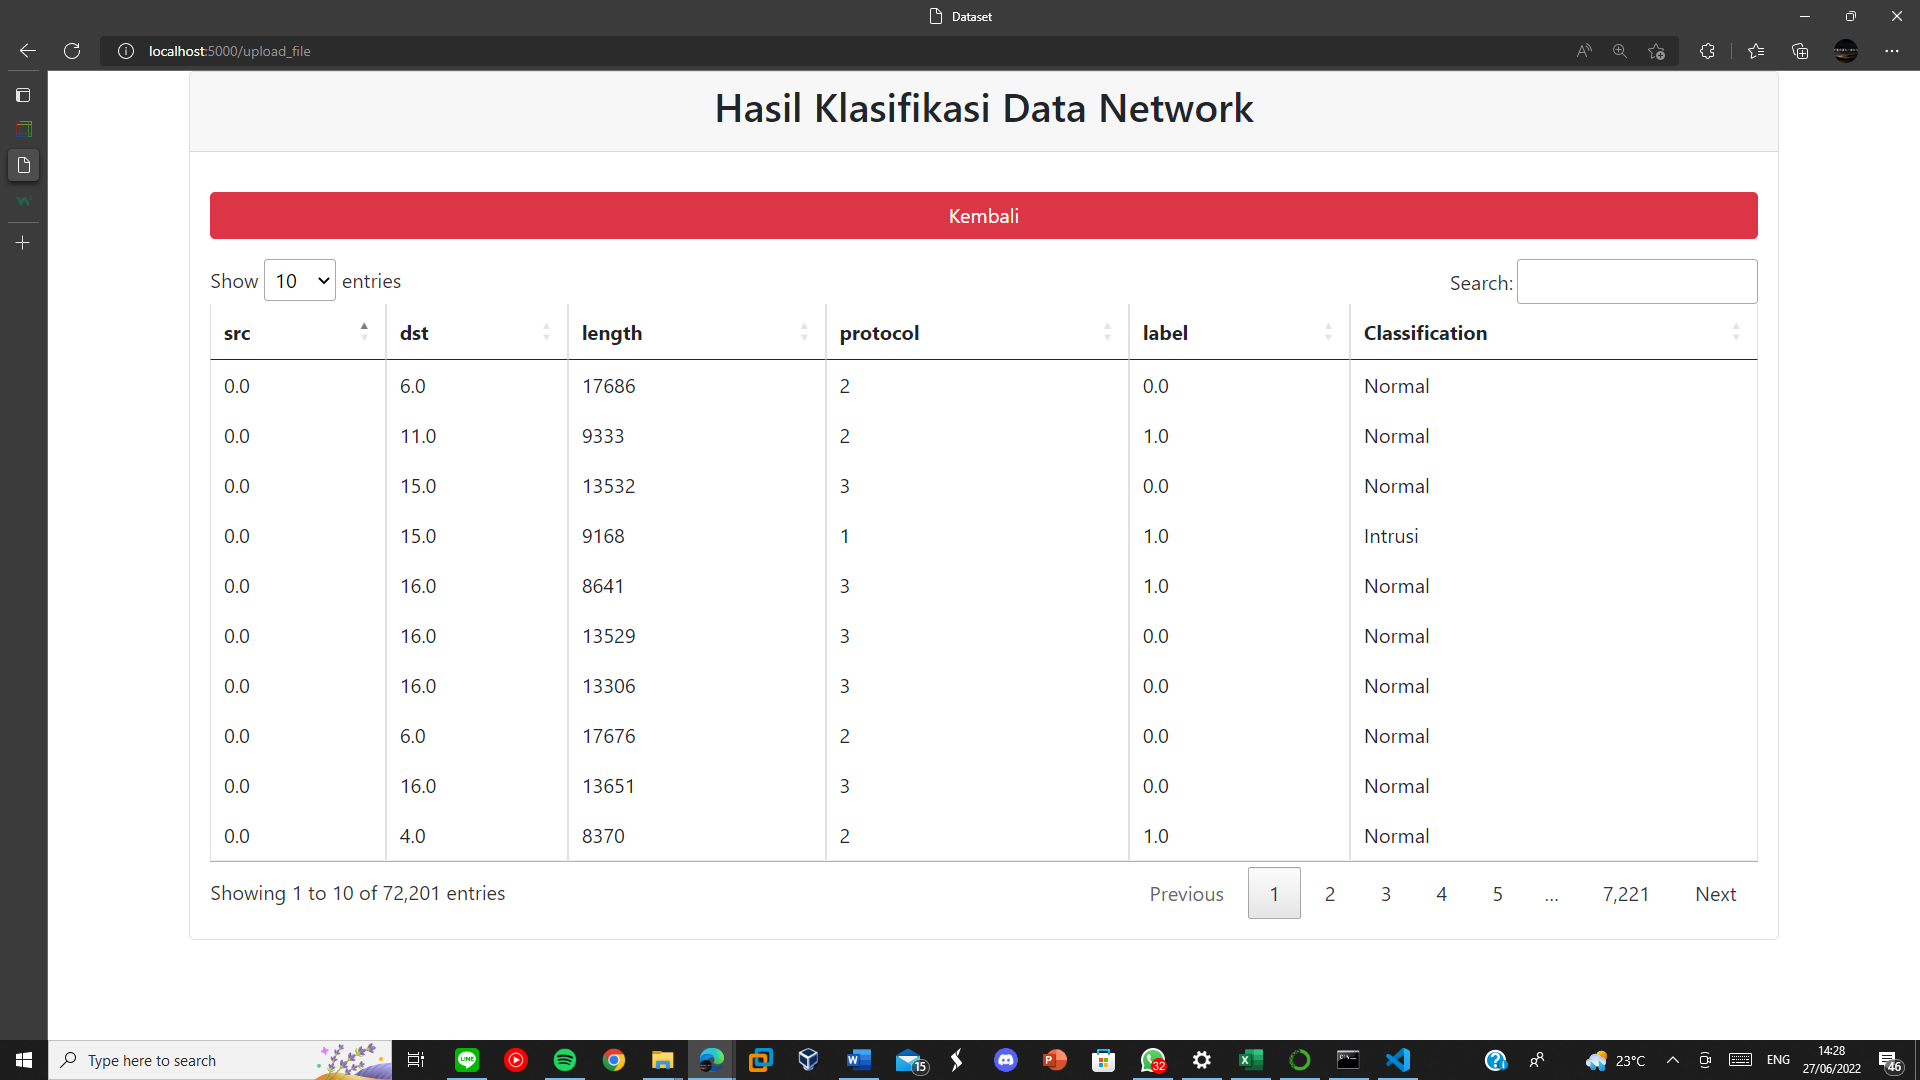 Dataset
localhost:5000/upload_file
Hasil Klasifikasi Data Network
Kembali
Show 10 entries
Search:
src dst length protocol label Classification
0.0 6.0 17686 2 0.0 Normal
0.0 11.0 9333 2 1.0 Normal
0.0 15.0 13532 3 0.0 Normal
0.0 15.0 9168 1 1.0 Intrusi
0.0 16.0 8641 3 1.0 Normal
0.0 16.0 13529 3 0.0 Normal
0.0 16.0 13306 3 0.0 Normal
0.0 6.0 17676 2 0.0 Normal
0.0 16.0 13651 3 0.0 Normal
0.0 4.0 8370 2 1.0 Normal
Showing 1 to 10 of 72,201 entries
Previous 1 2 3 4 5 … 7,221 Next
Type here to search
LINE
W
15
P
32
X
23°C
ENG
14:28
27/06/2022
46